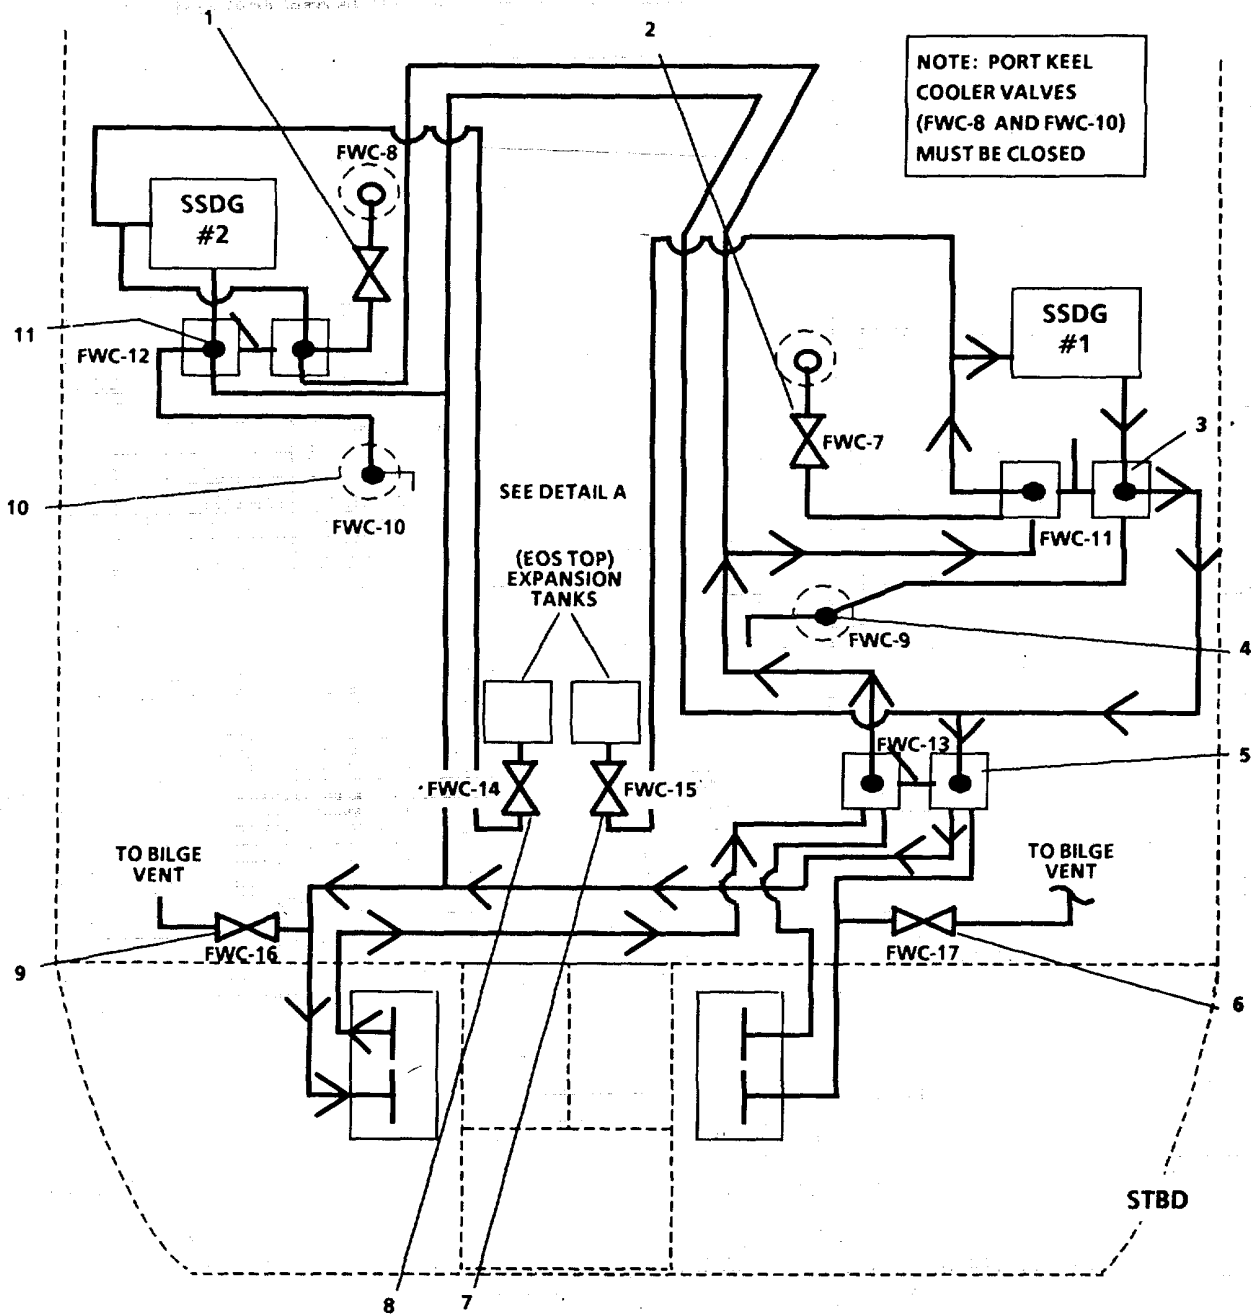 1
2
NOTE: PORT KEEL
COOLER VALVES
(FWC-8 AND FWC-10)
MUST BE CLOSED
FWC-8
SSDG
#2
SSDG
#1
11
FWC-12
3
FWC-7
SEE DETAIL A
10
FWC-10
FWC-11
(EOS TOP)
EXPANSION
TANKS
FWC-9
4
FWC-13
5
FWC-14
FWC-15
TO BILGE
VENT
TO BILGE
VENT
FWC-16
FWC-17
9
6
STBD
8
7